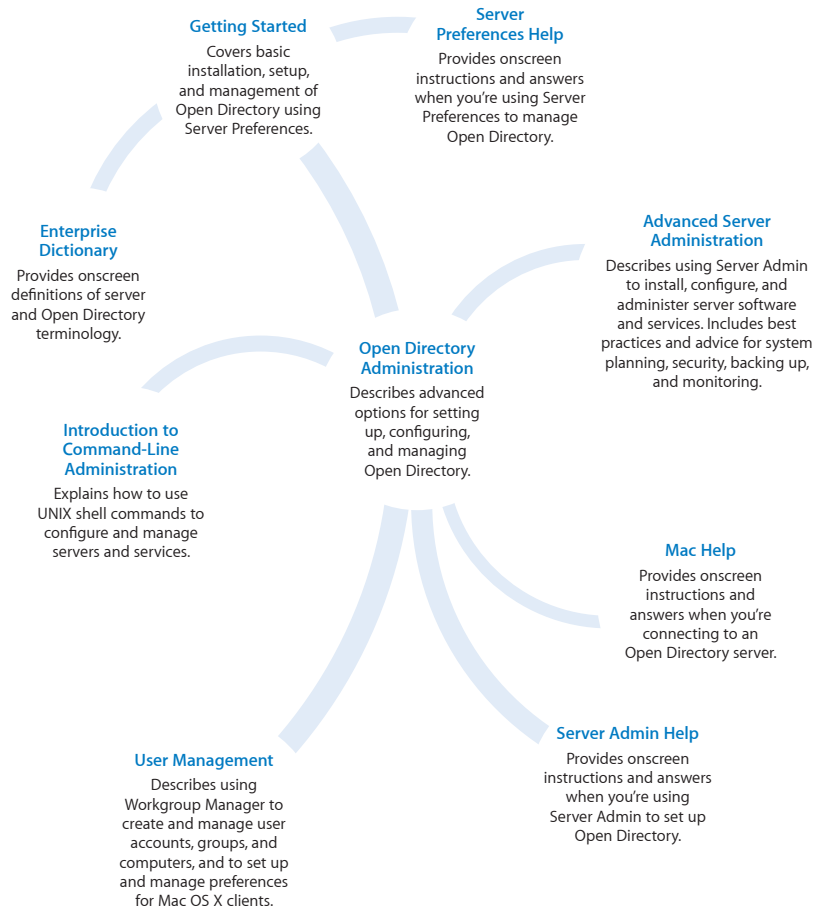 Getting Started
Covers basic
installation, setup,
and management of
Open Directory using
Server Preferences.
Server
Preferences Help
Provides onscreen
instructions and answers
when you’re using Server
Preferences to manage
Open Directory.
Enterprise
Dictionary
Provides onscreen
definitions of server
and Open Directory
terminology.
Advanced Server
Administration
Describes using Server Admin
to install, configure, and
administer server software
and services. Includes best
practices and advice for system
planning, security, backing up,
and monitoring.
Open Directory
Administration
Describes advanced
options for setting
up, configuring,
and managing
Open Directory.
Introduction to
Command-Line
Administration
Explains how to use
UNIX shell commands to
configure and manage
servers and services.
Mac Help
Provides onscreen
instructions and
answers when you’re
connecting to an
Open Directory server.
User Management
Describes using
Workgroup Manager to
create and manage user
accounts, groups, and
computers, and to set up
and manage preferences
for Mac OS X clients.
Server Admin Help
Provides onscreen
instructions and answers
when you’re using
Server Admin to set up
Open Directory.